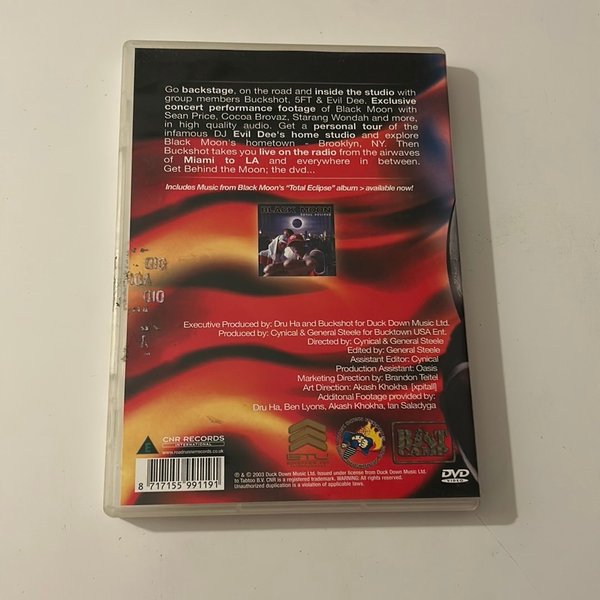 Go backstage, on the road and inside the studio with
group members Buckshot, 5FT & Evil Dee. Exclusive
concert performance footage of Black Moon with
Sean Price, Cocoa Brovaz, Starang Wondah and more,
in high quality audio. Get a personal tour of the
infamous DJ Evil Dee's home studio and explore
Black Moon's hometown - Brooklyn, NY. Then
Buckshot takes you live on the radio from the airwaves
of Miami to LA and everywhere in between.
Get Behind the Moon; the dvd...
Includes Music from Black Moon's "Total Eclipse" album > available now!
BLACK MOON
TOTAL ECLIPSE
Executive Produced by: Dru Ha and Buckshot for Duck Down Music Ltd.
Produced by: Cynical & General Steele for Bucktown USA Ent.
Directed by: Cynical & General Steele
Edited by: General Steele
Assistant Editor: Cynical
Production Assistant: Oasis
Marketing Direction by: Brandon Teitel
Art Direction: Akash Khokha [xpitall]
Additonal Footage provided by:
Dru Ha, Ben Lyons, Akash Khokha, Ian Saladyga
E
CNR RECORDS
INTERNATIONAL
www.roadrunnerrecords.co.uk
8 717155 991191
℗ & © 2003 Duck Down Music Ltd. Issued under license from Duck Down Music Ltd.
to Tabloo B.V. CNR is a registered trademark. WARNING: All rights reserved.
Unauthorized duplication is a violation of applicable laws.
DVD
VIDEO